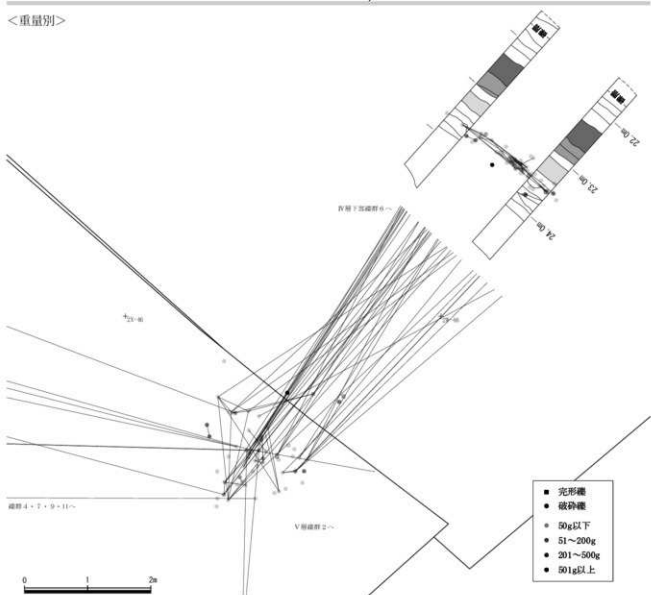 <重量別>
22.0m
23.0m
24.0m
Ⅳ層下部礫群6へ
礫群4・7・9・11へ
Ⅴ層礫群2へ
0 1 2m
■ 完形礫
● 破砕礫
● 50g以下
● 51～200g
● 201～500g
● 501g以上